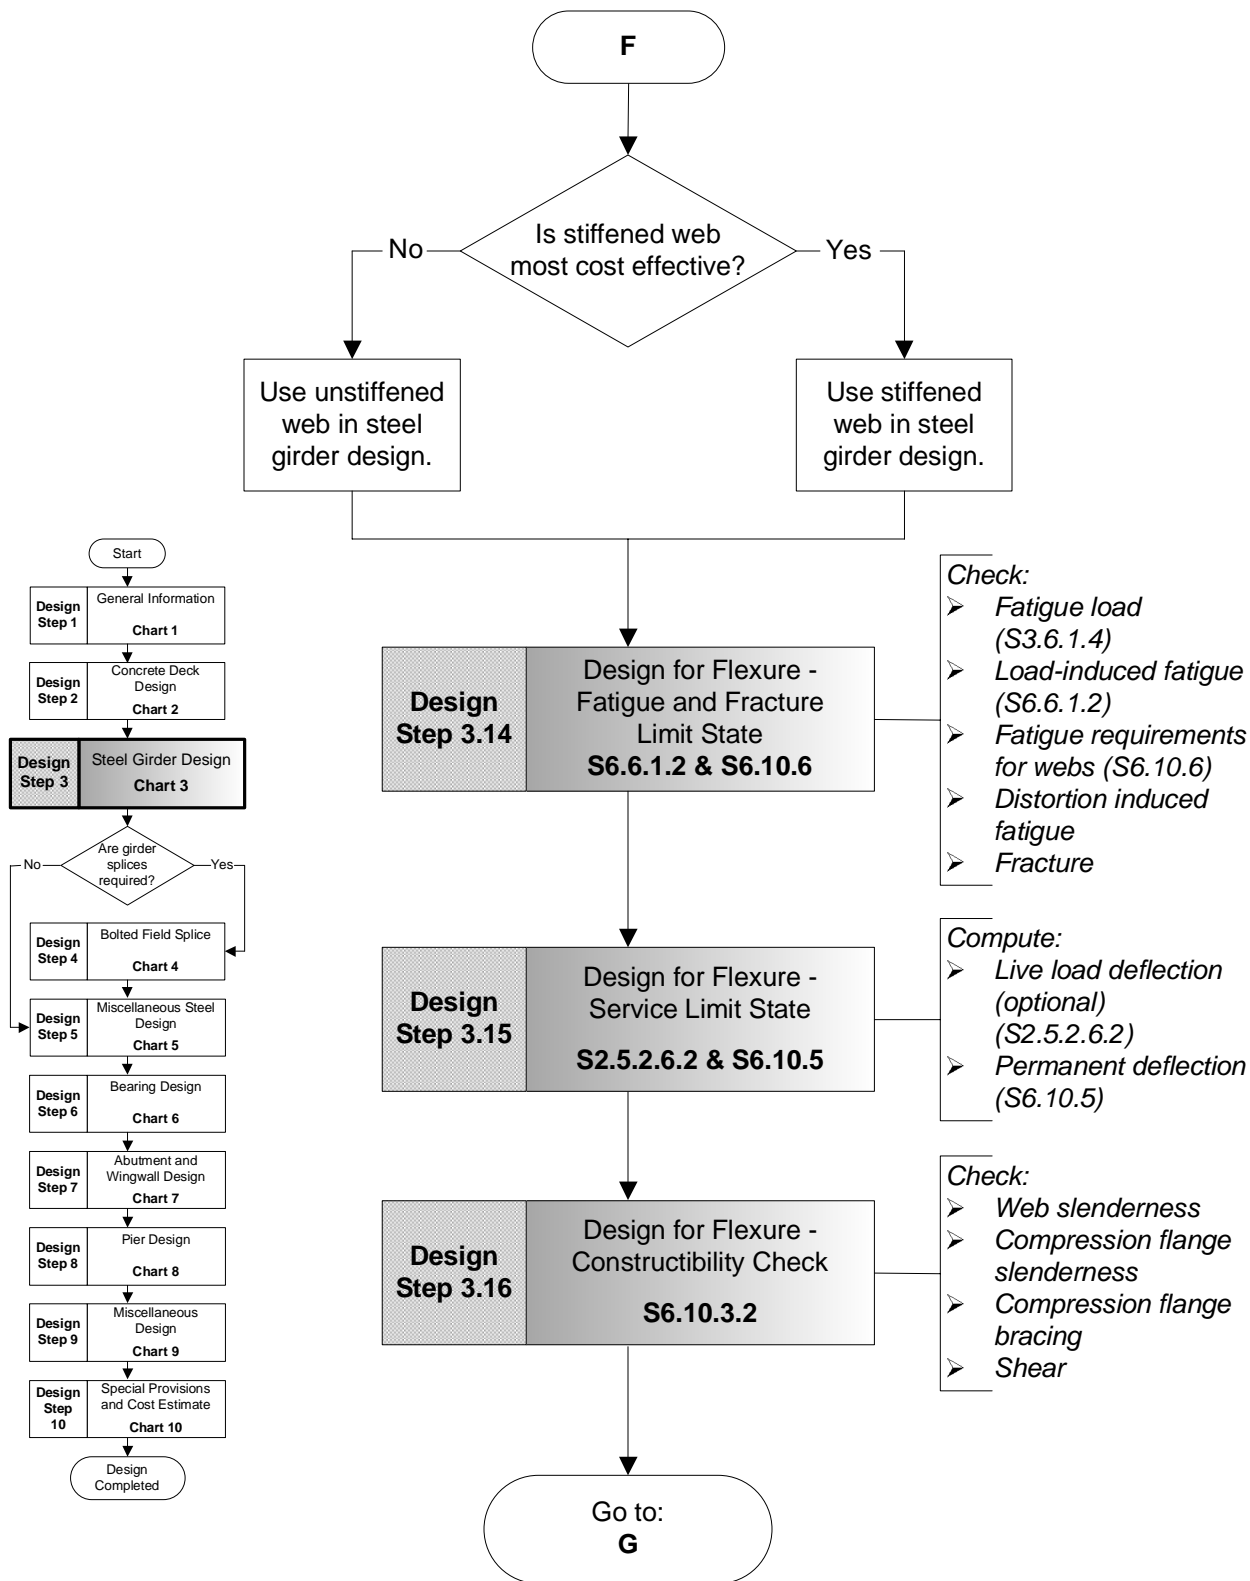 F
Is stiffened web
most cost effective?
No
Yes
Use unstiffened
web in steel
girder design.
Use stiffened
web in steel
girder design.
Design
Step 3.14
Design for Flexure -
Fatigue and Fracture
Limit State
S6.6.1.2 & S6.10.6
Check:
➢ Fatigue load
(S3.6.1.4)
➢ Load-induced fatigue
(S6.6.1.2)
➢ Fatigue requirements
for webs (S6.10.6)
➢ Distortion induced
fatigue
➢ Fracture
Design
Step 3.15
Design for Flexure -
Service Limit State
S2.5.2.6.2 & S6.10.5
Compute:
➢ Live load deflection
(optional)
(S2.5.2.6.2)
➢ Permanent deflection
(S6.10.5)
Design
Step 3.16
Design for Flexure -
Constructibility Check
S6.10.3.2
Check:
➢ Web slenderness
➢ Compression flange
slenderness
➢ Compression flange
bracing
➢ Shear
Go to:
G
Start
Design
Step 1
General Information
Chart 1
Design
Step 2
Concrete Deck
Design
Chart 2
Design
Step 3
Steel Girder Design
Chart 3
Are girder
splices
required?
No
Yes
Design
Step 4
Bolted Field Splice
Chart 4
Design
Step 5
Miscellaneous Steel
Design
Chart 5
Design
Step 6
Bearing Design
Chart 6
Design
Step 7
Abutment and
Wingwall Design
Chart 7
Design
Step 8
Pier Design
Chart 8
Design
Step 9
Miscellaneous
Design
Chart 9
Design
Step
10
Special Provisions
and Cost Estimate
Chart 10
Design
Completed